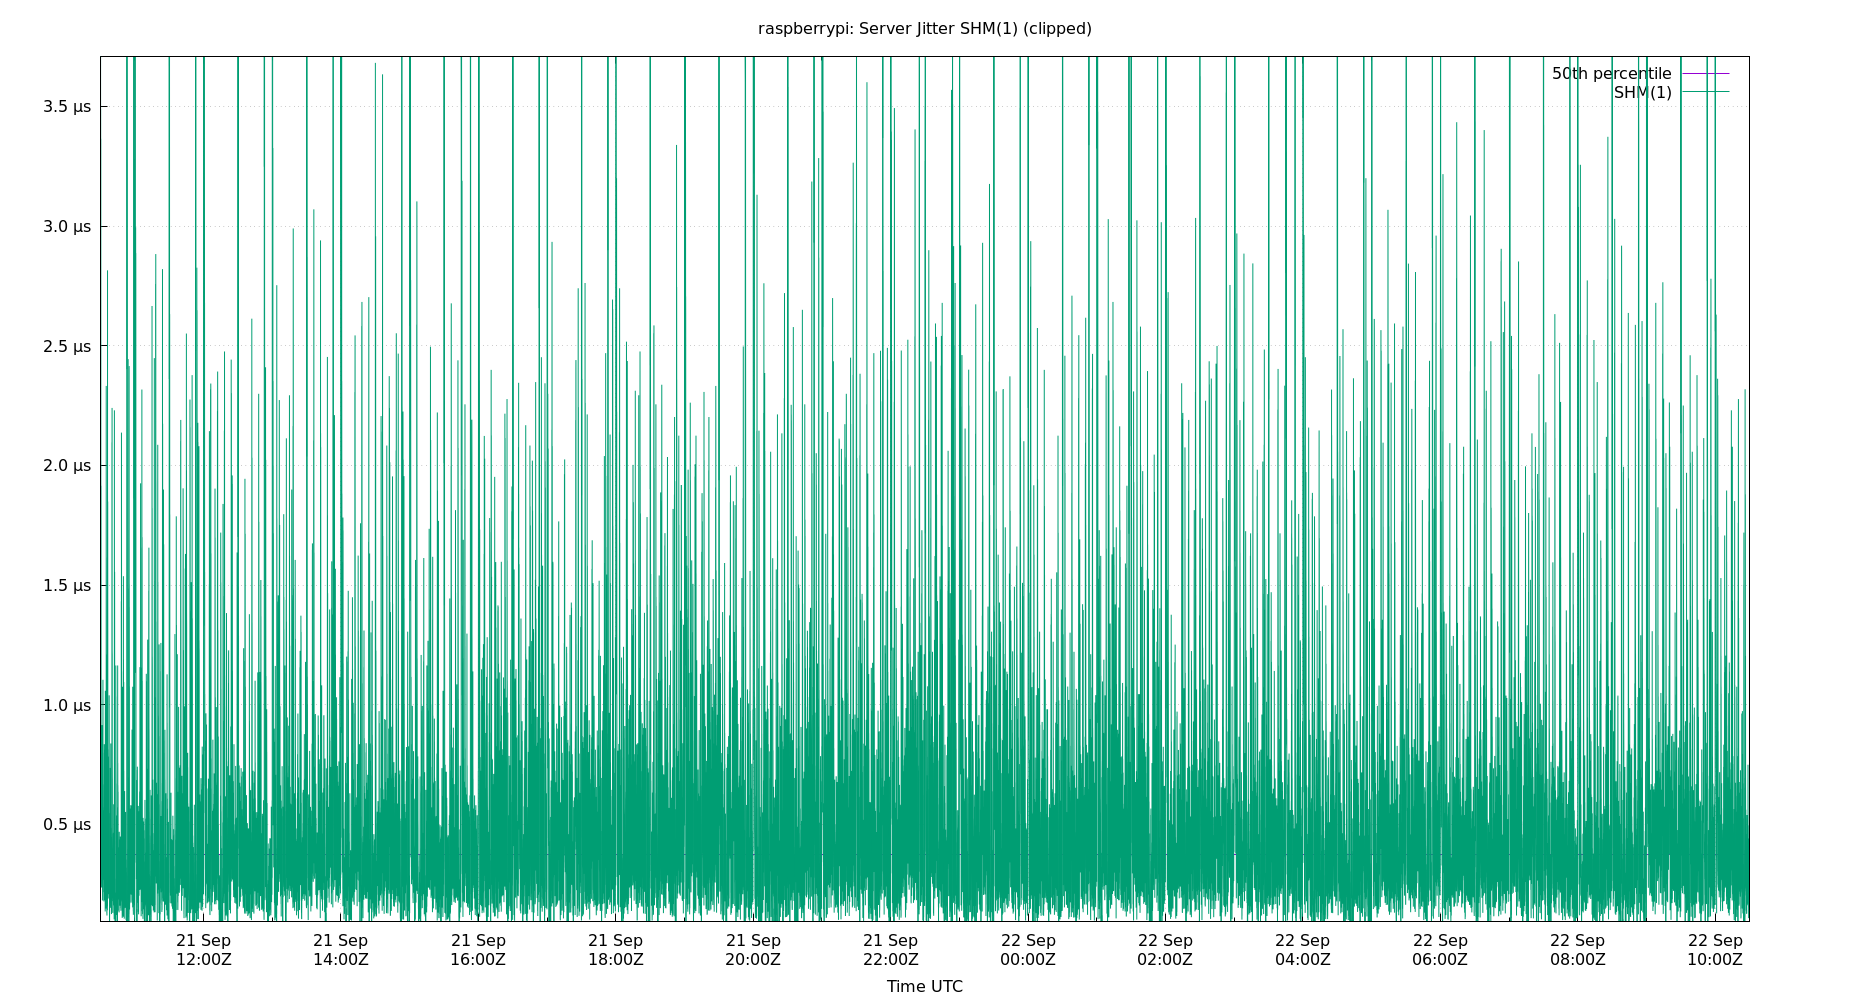 raspberrypi: Server Jitter SHM(1) (clipped)
50th percentile
SHM(1)
3.5 µs
3.0 µs
2.5 µs
2.0 µs
1.5 µs
1.0 µs
0.5 µs
21 Sep 21 Sep 21 Sep 21 Sep 21 Sep 21 Sep 22 Sep 22 Sep 22 Sep 22 Sep 22 Sep 22 Sep
12:00Z 14:00Z 16:00Z 18:00Z 20:00Z 22:00Z 00:00Z 02:00Z 04:00Z 06:00Z 08:00Z 10:00Z
Time UTC